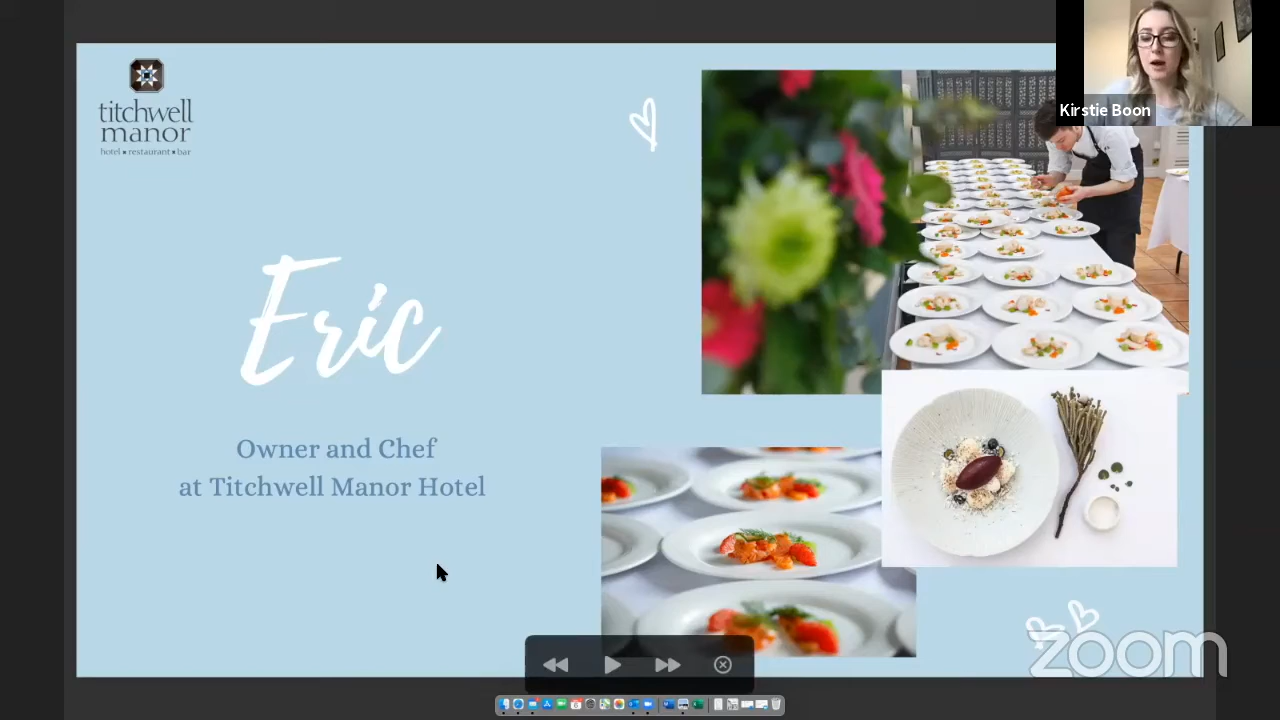 titchwell
manor
hotel ▪ restaurant ▪ bar
Kirstie Boon
Eric
Owner and Chef
at Titchwell Manor Hotel
zoom